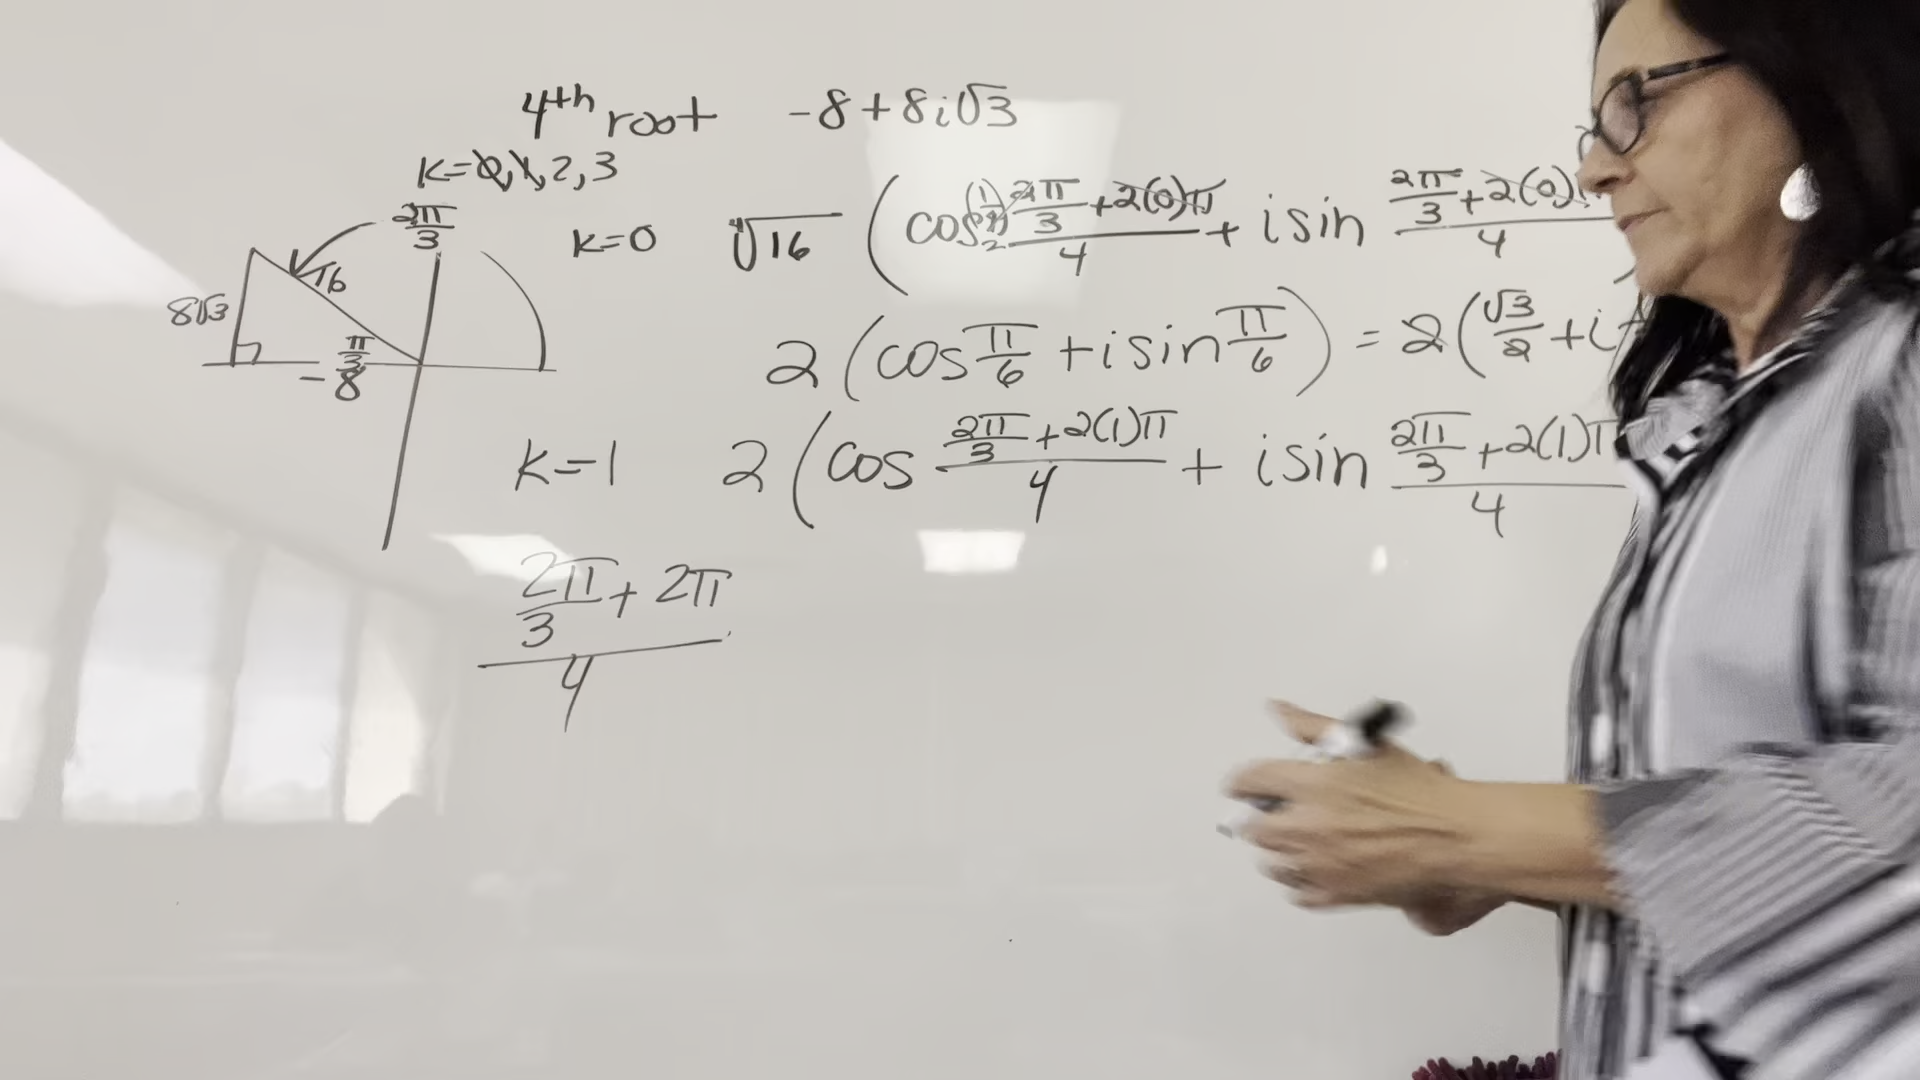 4th root -8+8i√3
k=0,1,2,3
2π/3
k=0 ∜16 (cos (2π/3+2(0)π)/4 + i sin (2π/3+2(0)
8√3
16
π/3
-8
2(cos π/6 + i sin π/6) = 2(√3/2 + i
k=1 2(cos (2π/3+2(1)π)/4 + i sin (2π/3+2(1)π)/4
(2π/3 + 2π)/4